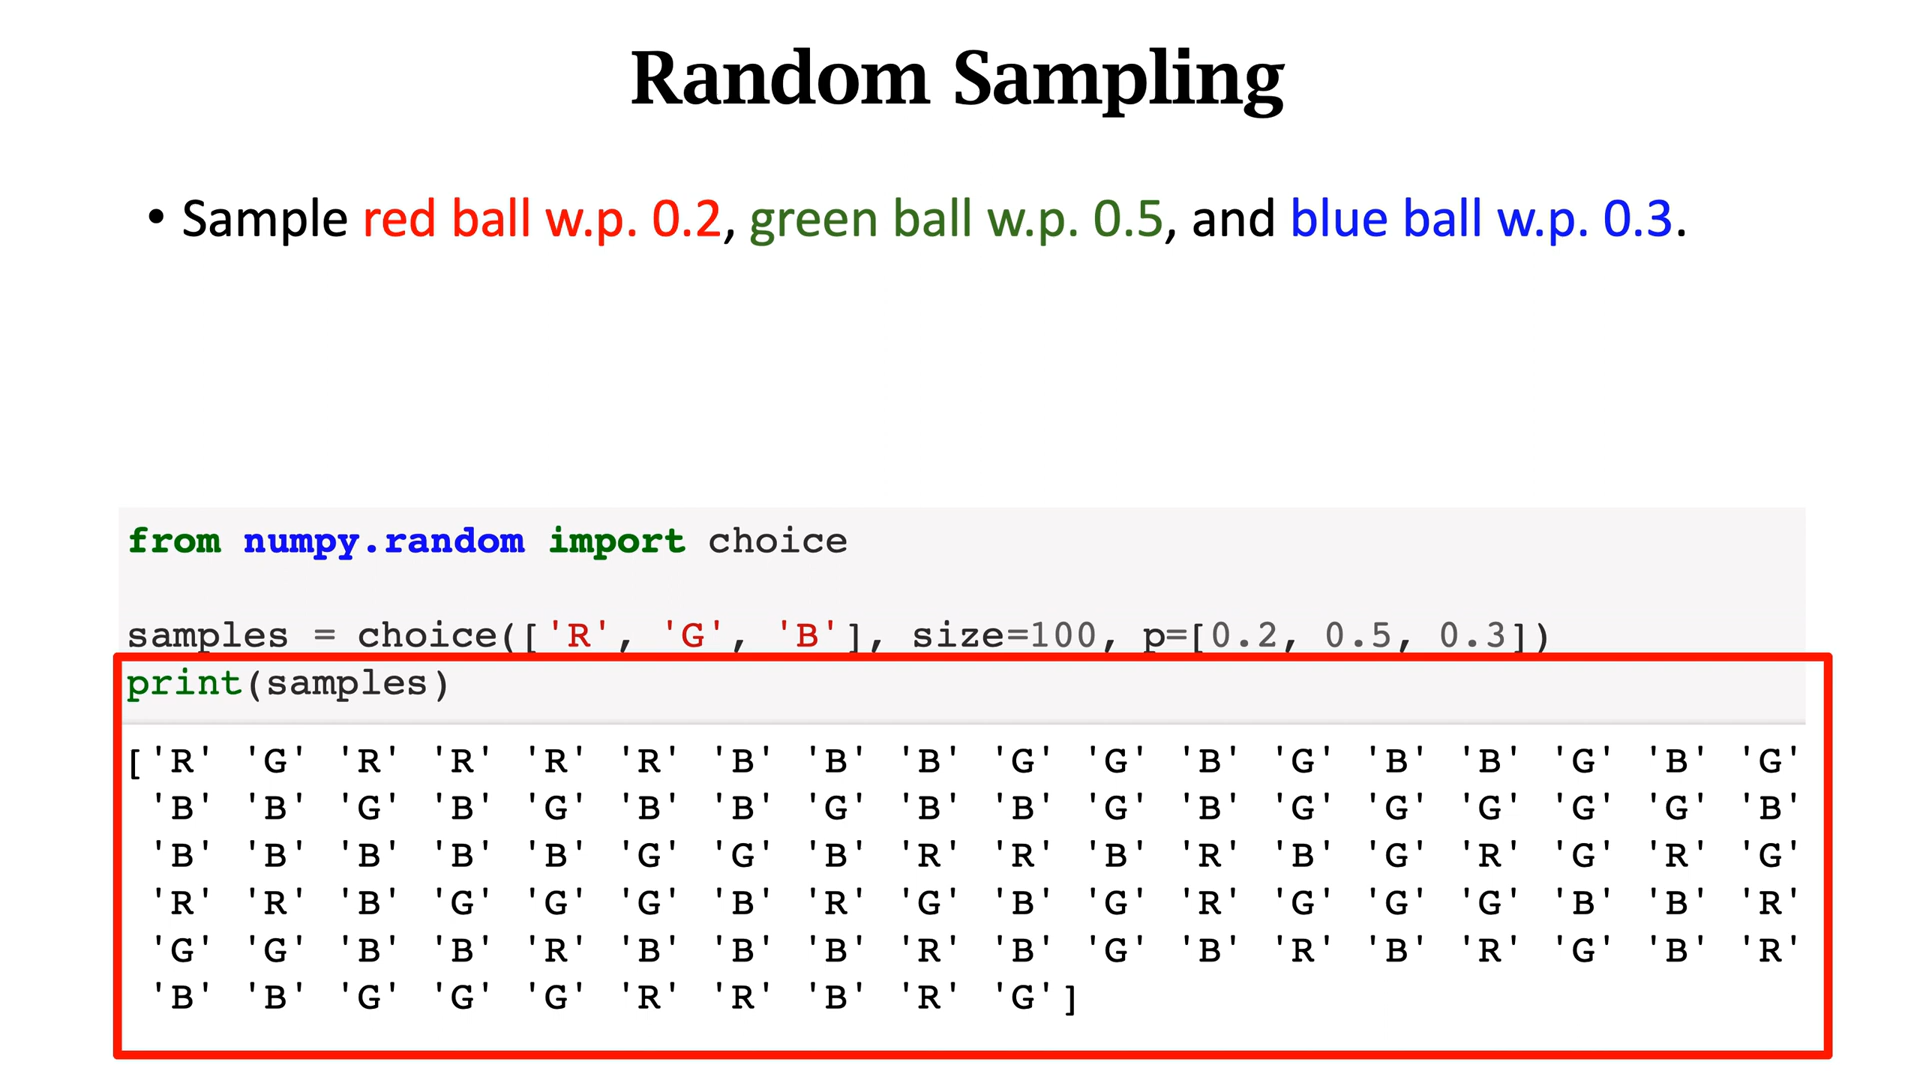 Random Sampling
• Sample red ball w.p. 0.2, green ball w.p. 0.5, and blue ball w.p. 0.3.
from numpy.random import choice
samples = choice(['R', 'G', 'B'], size=100, p=[0.2, 0.5, 0.3])
print(samples)
['R' 'G' 'R' 'R' 'R' 'R' 'B' 'B' 'B' 'G' 'G' 'B' 'G' 'B' 'B' 'G' 'B' 'G'
'B' 'B' 'G' 'B' 'G' 'B' 'B' 'G' 'B' 'B' 'G' 'B' 'G' 'G' 'G' 'G' 'G' 'B'
'B' 'B' 'B' 'B' 'B' 'G' 'G' 'B' 'R' 'R' 'B' 'R' 'B' 'G' 'R' 'G' 'R' 'G'
'R' 'R' 'B' 'G' 'G' 'G' 'B' 'R' 'G' 'B' 'G' 'R' 'G' 'G' 'G' 'B' 'B' 'R'
'G' 'G' 'B' 'B' 'R' 'B' 'B' 'B' 'R' 'B' 'G' 'B' 'R' 'B' 'R' 'G' 'B' 'R'
'B' 'B' 'G' 'G' 'G' 'R' 'R' 'B' 'R' 'G']